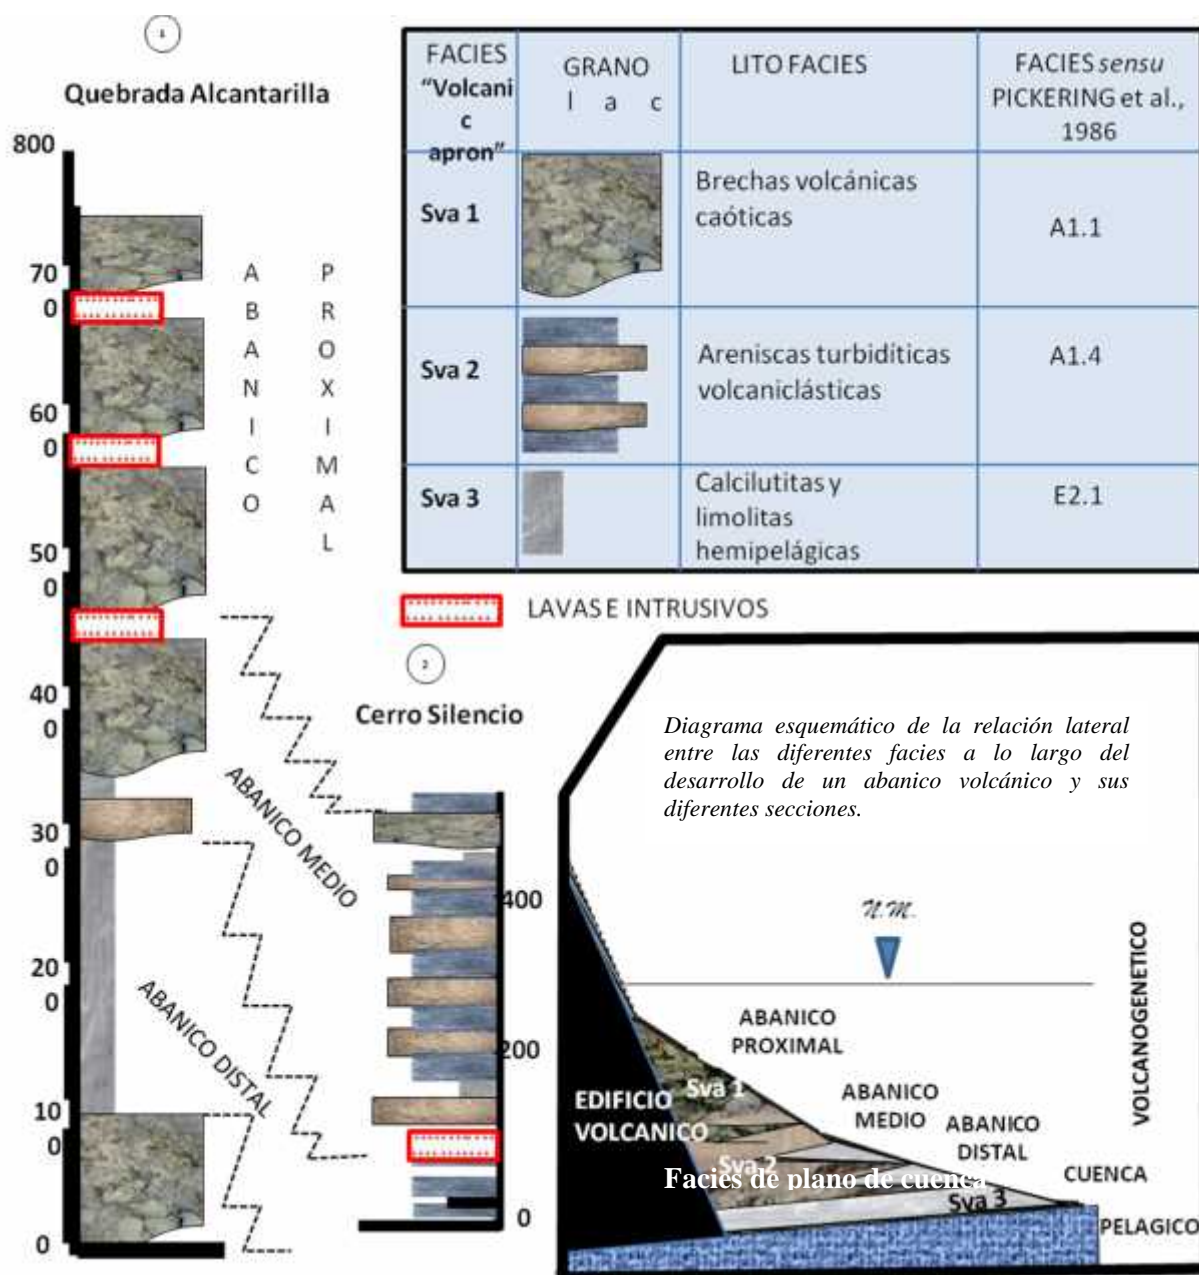 1
Quebrada Alcantarilla
800
70
0
60
0
50
0
40
0
30
0
20
0
10
0
0
ABANICO
PROXIMAL
ABANICO MEDIO
ABANICO DISTAL
FACIES
"Volcani
c
apron"
GRANO
l a c
LITO FACIES
FACIES sensu
PICKERING et al.,
1986
Sva 1
Brechas volcánicas
caóticas
A1.1
Sva 2
Areniscas turbidíticas
volcaniclásticas
A1.4
Sva 3
Calcilutitas y
limolitas
hemipelágicas
E2.1
LAVAS E INTRUSIVOS
2
Cerro Silencio
400
200
0
Diagrama esquemático de la relación lateral
entre las diferentes facies a lo largo del
desarrollo de un abanico volcánico y sus
diferentes secciones.
N.M.
VOLCANOGENETICO
ABANICO
PROXIMAL
ABANICO
MEDIO
ABANICO
DISTAL
EDIFICIO
VOLCANICO
Sva 1
Sva 2
Facies de plano de cuenca
Sva 3
CUENCA
PELAGICO